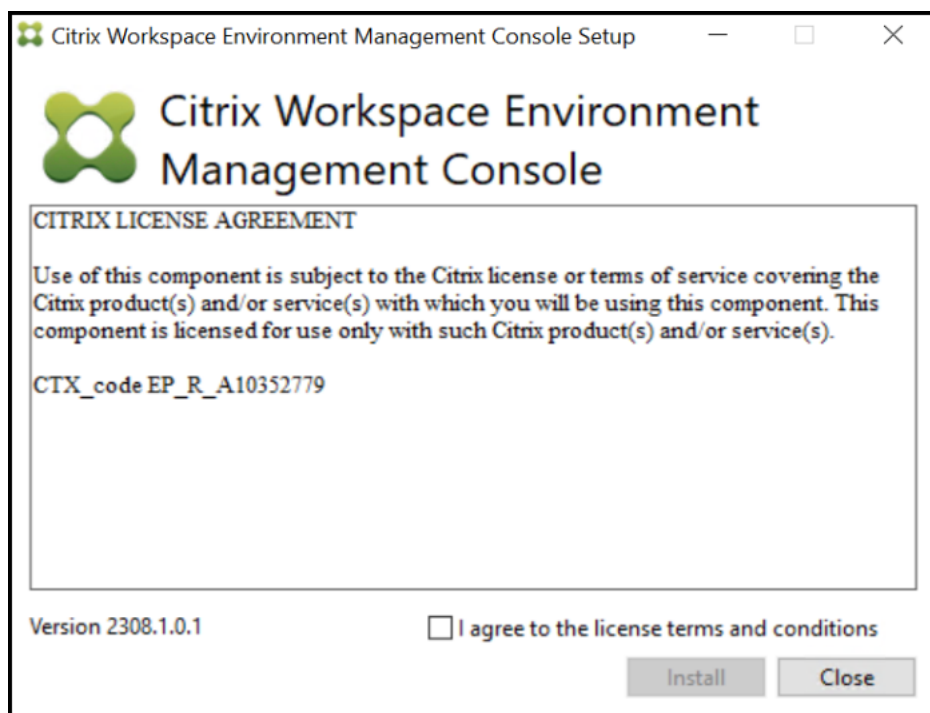 Citrix Workspace Environment Management Console Setup
Citrix Workspace Environment
Management Console
CITRIX LICENSE AGREEMENT
Use of this component is subject to the Citrix license or terms of service covering the
Citrix product(s) and/or service(s) with which you will be using this component. This
component is licensed for use only with such Citrix product(s) and/or service(s).
CTX_code EP_R_A10352779
Version 2308.1.0.1
I agree to the license terms and conditions
Install
Close